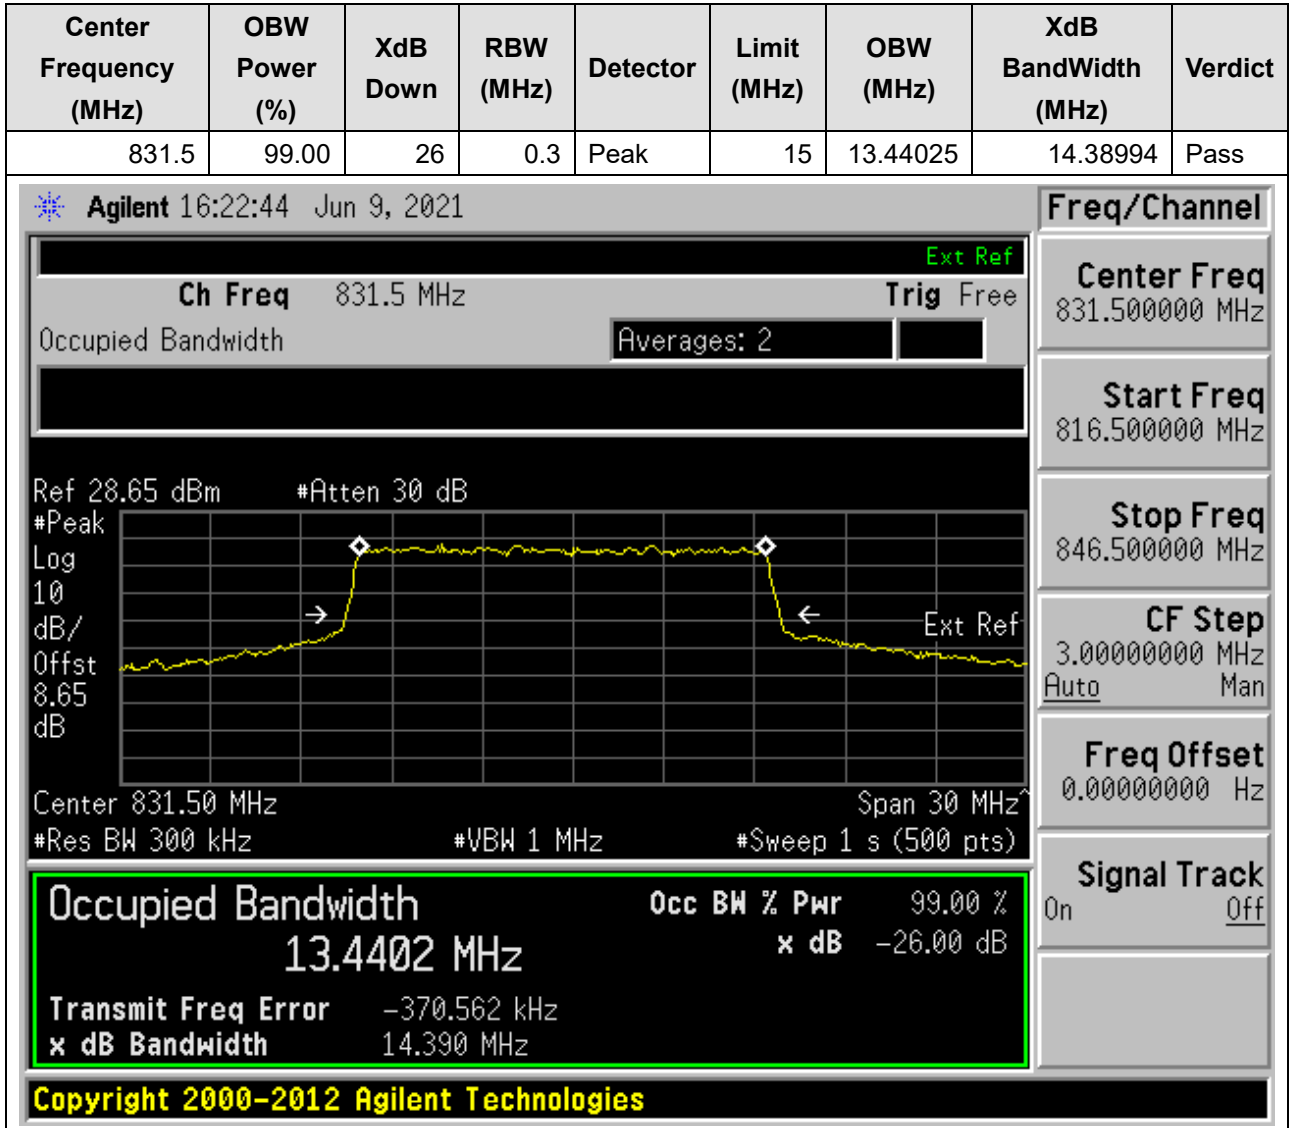 Center Frequency (MHz) OBW Power (%) XdB Down RBW (MHz) Detector Limit (MHz) OBW (MHz) XdB BandWidth (MHz) Verdict
831.5 99.00 26 0.3 Peak 15 13.44025 14.38994 Pass
Agilent 16:22:44 Jun 9, 2021
Freq/Channel
Ext Ref
Ch Freq 831.5 MHz Trig Free
Occupied Bandwidth Averages: 2
Center Freq
831.500000 MHz
Start Freq
816.500000 MHz
Stop Freq
846.500000 MHz
CF Step
3.00000000 MHz
Auto Man
Freq Offset
0.00000000 Hz
Signal Track
On Off
Ref 28.65 dBm #Atten 30 dB
#Peak
Log
10
dB/
Offst
8.65
dB
Ext Ref
Center 831.50 MHz Span 30 MHz^
#Res BW 300 kHz #VBW 1 MHz #Sweep 1 s (500 pts)
Occupied Bandwidth Occ BW % Pwr 99.00 %
13.4402 MHz x dB -26.00 dB
Transmit Freq Error -370.562 kHz
x dB Bandwidth 14.390 MHz
Copyright 2000-2012 Agilent Technologies